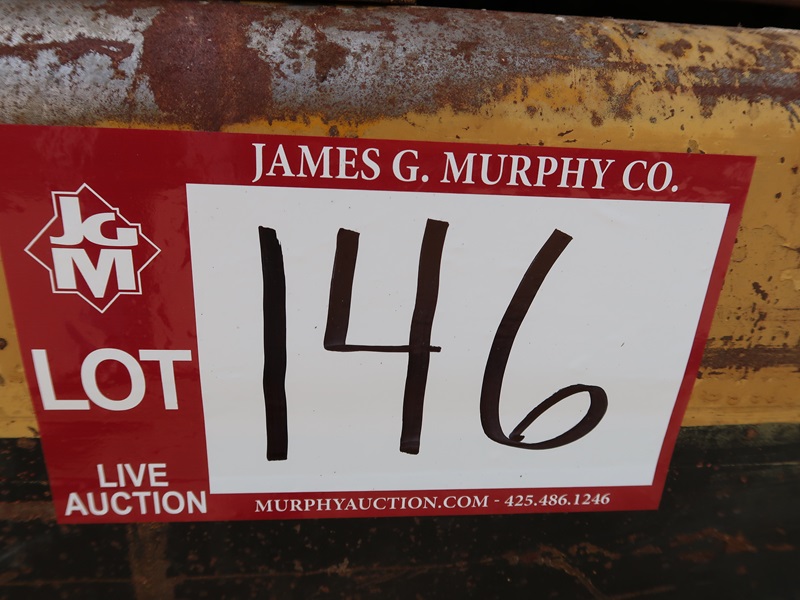 JAMES G. MURPHY CO.
JGM
LOT
146
LIVE
AUCTION
MURPHYAUCTION.COM - 425.486.1246